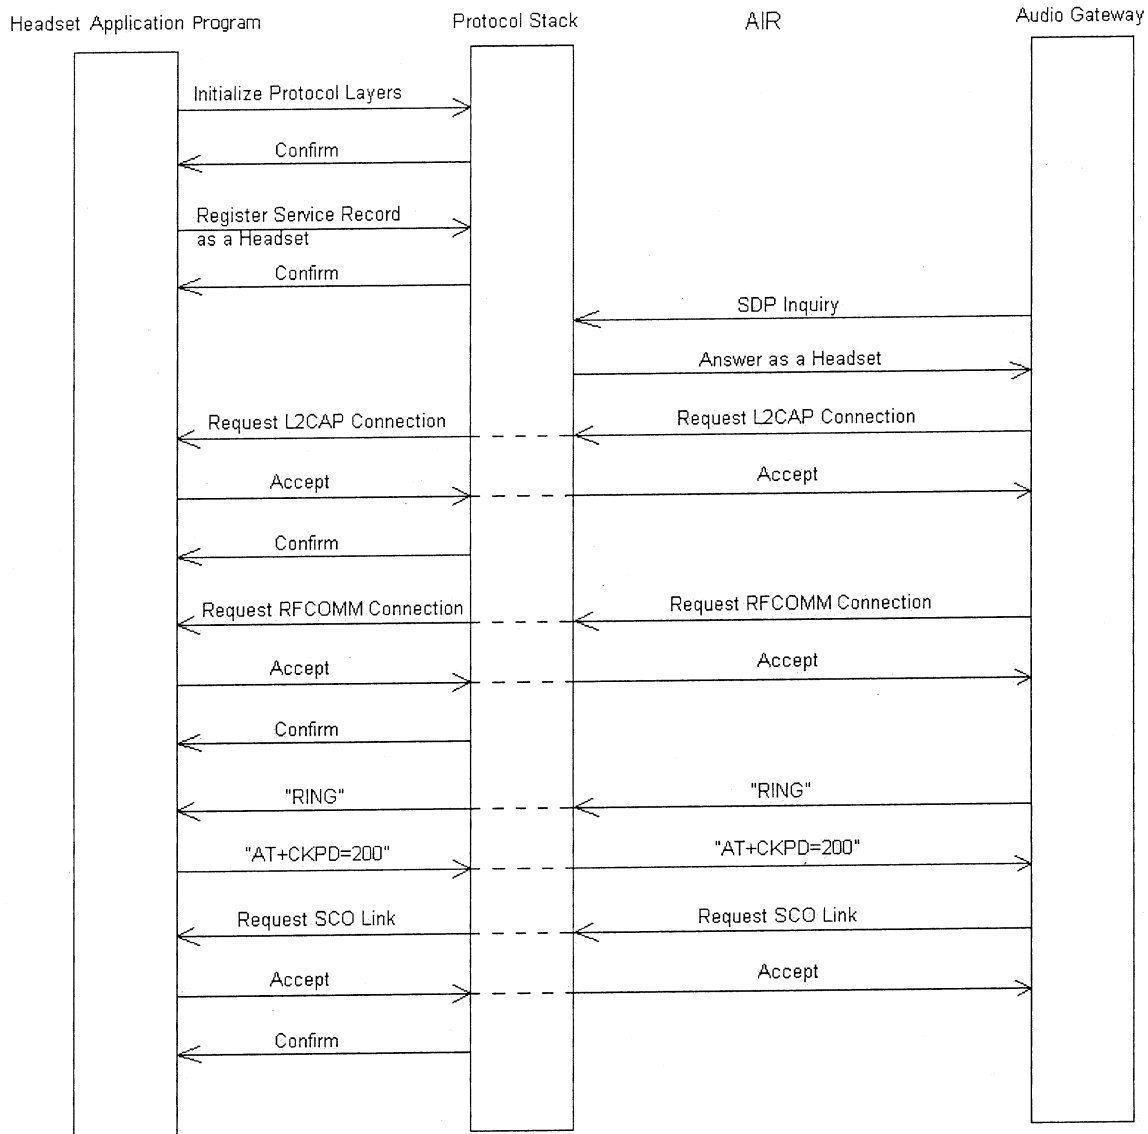 Headset Application Program
Protocol Stack
AIR
Audio Gateway
Initialize Protocol Layers
Confirm
Register Service Record
as a Headset
Confirm
SDP Inquiry
Answer as a Headset
Request L2CAP Connection
Request L2CAP Connection
Accept
Accept
Confirm
Request RFCOMM Connection
Request RFCOMM Connection
Accept
Accept
Confirm
"RING"
"RING"
"AT+CKPD=200"
"AT+CKPD=200"
Request SCO Link
Request SCO Link
Accept
Accept
Confirm